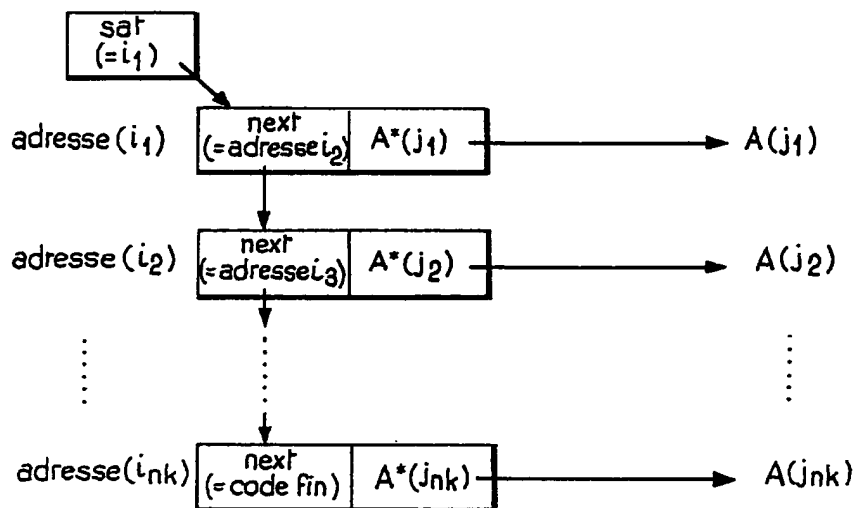 sat
(=i₁)
adresse(i₁) next A*(j₁) A(j₁)
(=adresse i₂)
adresse(i₂) next A*(j₂) A(j₂)
(=adresse i₃)
adresse(iₙₖ) next A*(jₙₖ) A(jₙₖ)
(=code fin)